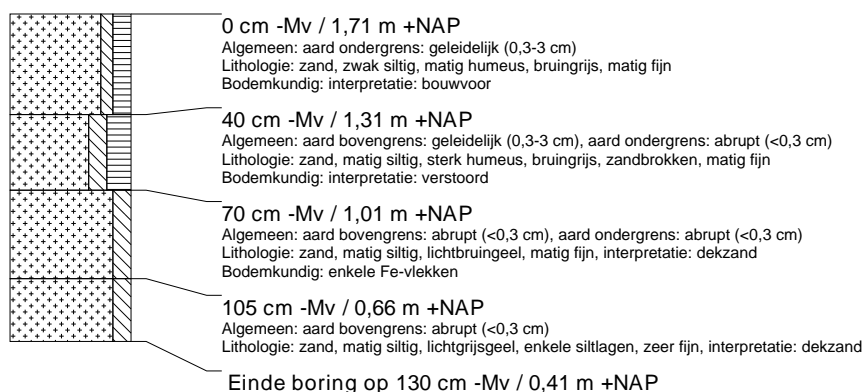 0 cm -Mv / 1,71 m +NAP
Algemeen: aard ondergrens: geleidelijk (0,3-3 cm)
Lithologie: zand, zwak siltig, matig humeus, bruingrijs, matig fijn
Bodemkundig: interpretatie: bouwvoor
40 cm -Mv / 1,31 m +NAP
Algemeen: aard bovengrens: geleidelijk (0,3-3 cm), aard ondergrens: abrupt (<0,3 cm)
Lithologie: zand, matig siltig, sterk humeus, bruingrijs, zandbrokken, matig fijn
Bodemkundig: interpretatie: verstoord
70 cm -Mv / 1,01 m +NAP
Algemeen: aard bovengrens: abrupt (<0,3 cm), aard ondergrens: abrupt (<0,3 cm)
Lithologie: zand, matig siltig, lichtbruingeel, matig fijn, interpretatie: dekzand
Bodemkundig: enkele Fe-vlekken
105 cm -Mv / 0,66 m +NAP
Algemeen: aard bovengrens: abrupt (<0,3 cm)
Lithologie: zand, matig siltig, lichtgrijsgeel, enkele siltlagen, zeer fijn, interpretatie: dekzand
Einde boring op 130 cm -Mv / 0,41 m +NAP